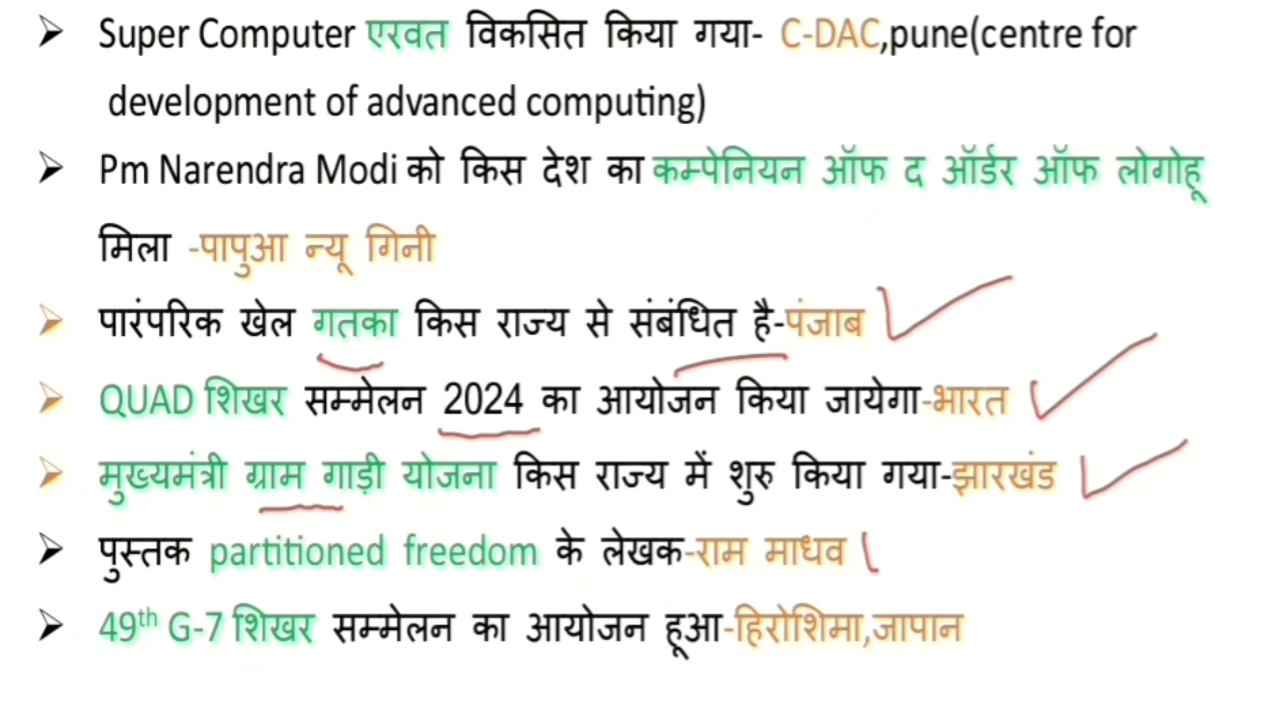 Super Computer एरवत विकसित किया गया- C-DAC,pune(centre for
development of advanced computing)
Pm Narendra Modi को किस देश का कम्पेनियन ऑफ द ऑर्डर ऑफ लोगोहू
मिला -पापुआ न्यू गिनी
पारंपरिक खेल गतका किस राज्य से संबंधित है-पंजाब
QUAD शिखर सम्मेलन 2024 का आयोजन किया जायेगा-भारत
मुख्यमंत्री ग्राम गाड़ी योजना किस राज्य में शुरु किया गया-झारखंड
पुस्तक partitioned freedom के लेखक-राम माधव
49th G-7 शिखर सम्मेलन का आयोजन हूआ-हिरोशिमा,जापान